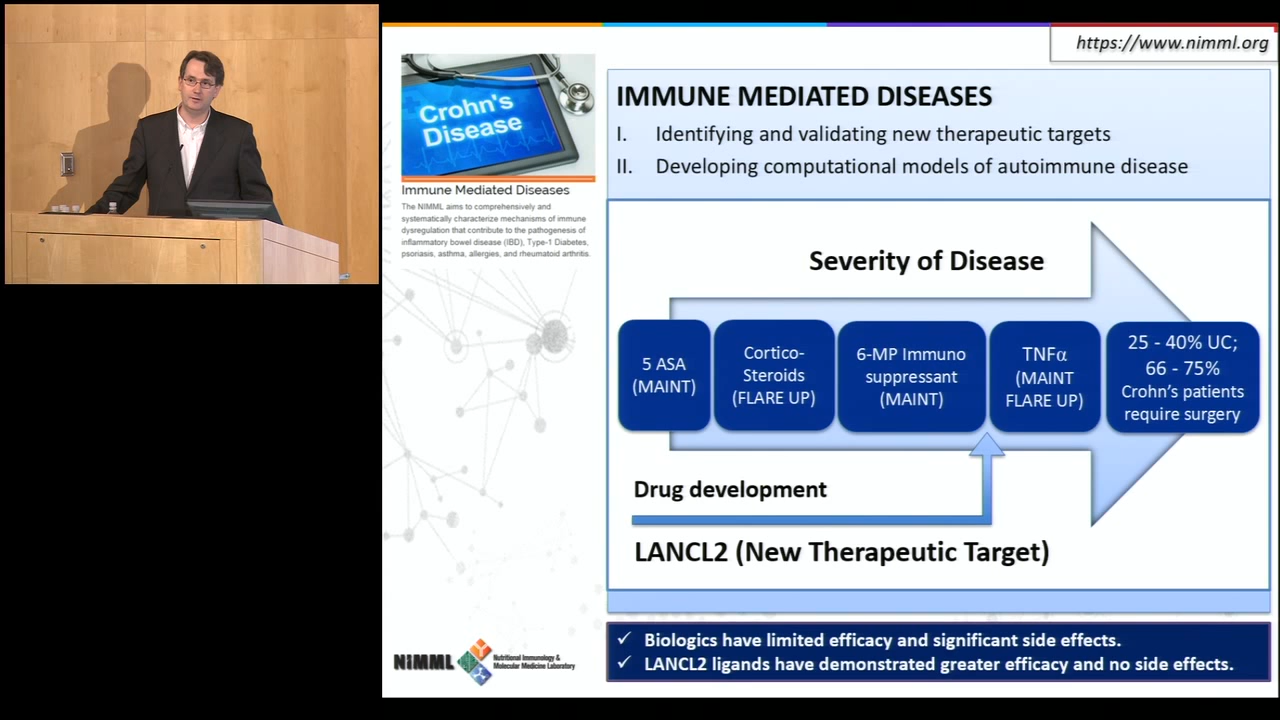 https://www.nimml.org
Crohn's
Disease
Immune Mediated Diseases
The NIMML aims to comprehensively and
systematically characterize mechanisms of immune
dysregulation that contribute to the pathogenesis of
inflammatory bowel disease (IBD), Type-1 Diabetes,
psoriasis, asthma, allergies, and rheumatoid arthritis.
IMMUNE MEDIATED DISEASES
I. Identifying and validating new therapeutic targets
II. Developing computational models of autoimmune disease
Severity of Disease
5 ASA
(MAINT)
Cortico-
Steroids
(FLARE UP)
6-MP Immuno
suppressant
(MAINT)
TNFα
(MAINT
FLARE UP)
25 - 40% UC;
66 - 75%
Crohn's patients
require surgery
Drug development
LANCL2 (New Therapeutic Target)
NIMML
Nutritional Immunology &
Molecular Medicine Laboratory
✓ Biologics have limited efficacy and significant side effects.
✓ LANCL2 ligands have demonstrated greater efficacy and no side effects.